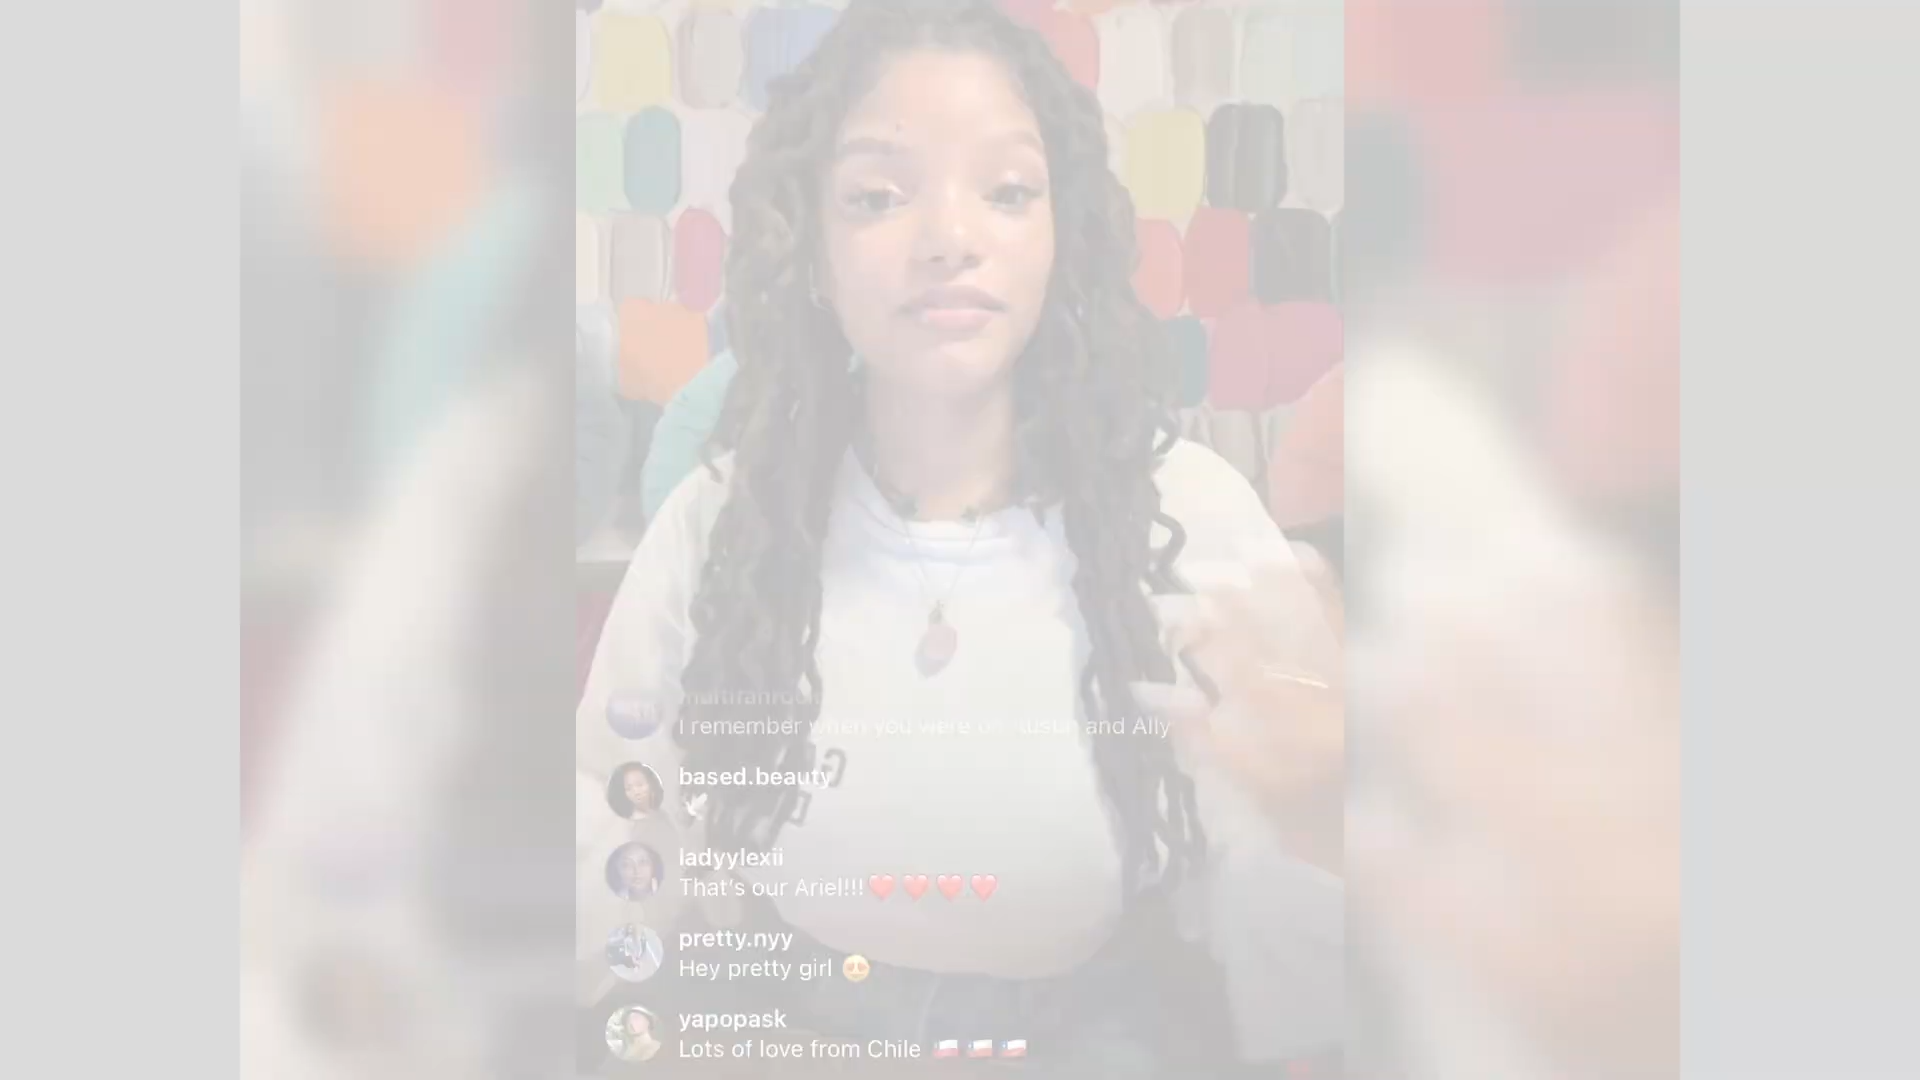 I remember when you were on Austin and Ally
based.beauty
🕊
ladyylexii
That's our Ariel!!!❤️❤️❤️❤️
pretty.nyy
Hey pretty girl 😍
yapopask
Lots of love from Chile 🇨🇱🇨🇱🇨🇱